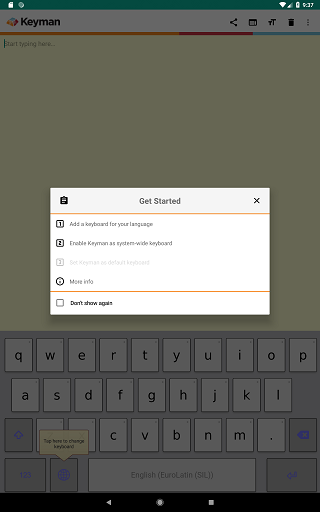 9:37
Keyman
Start typing here...
Get Started
1 Add a keyboard for your language
2 Enable Keyman as system-wide keyboard
3 Set Keyman as default keyboard
More info
Don't show again
q w e r t y u i o p
a s d f g h j k l
c v b n m .
Tap here to change
keyboard
123
English (EuroLatin (SIL))